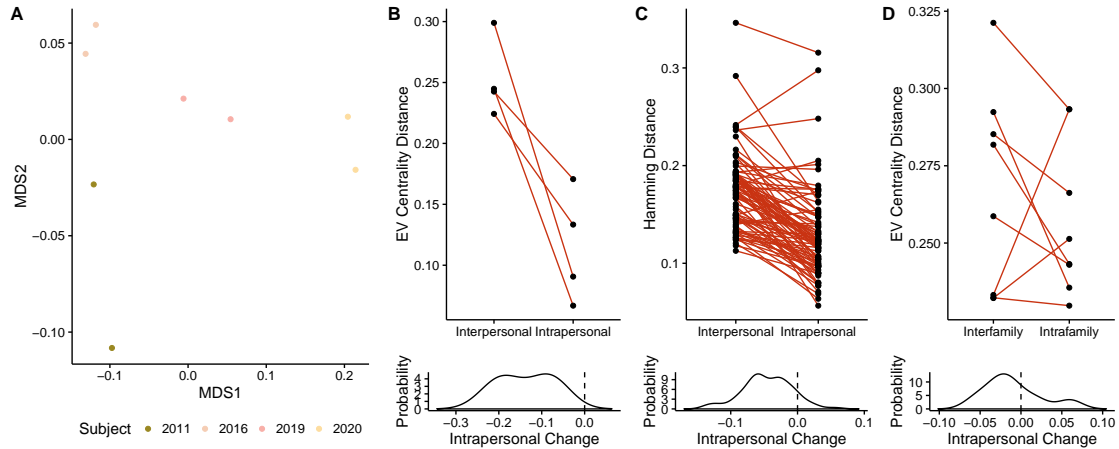 A
MDS2
0.05
0.00
−0.05
−0.10
−0.1 0.0 0.1 0.2
MDS1
Subject 2011 2016 2019 2020
B
EV Centrality Distance
0.30
0.25
0.20
0.15
0.10
Interpersonal Intrapersonal
Probability
4
3
2
1
0
−0.3 −0.2 −0.1 0.0
Intrapersonal Change
C
Hamming Distance
0.3
0.2
0.1
Interpersonal Intrapersonal
Probability
9
6
3
0
−0.1 0.0 0.1
Intrapersonal Change
D
EV Centrality Distance
0.325
0.300
0.275
0.250
Interfamily Intrafamily
Probability
10
5
0
−0.10 −0.05 0.00 0.05 0.10
Intrapersonal Change